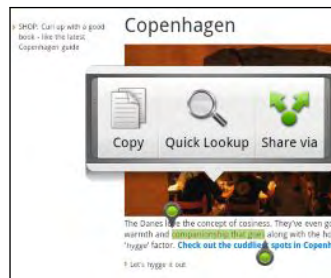 SHOP: Curl up with a good
book - like the latest
Copenhagen guide
Copenhagen
Copy
Quick Lookup
Share via
The Danes love the concept of cosiness. They've even
warmth and companionship that goes along with the
'hygge' factor. Check out the cuddliest spots in
Let's hygge it out